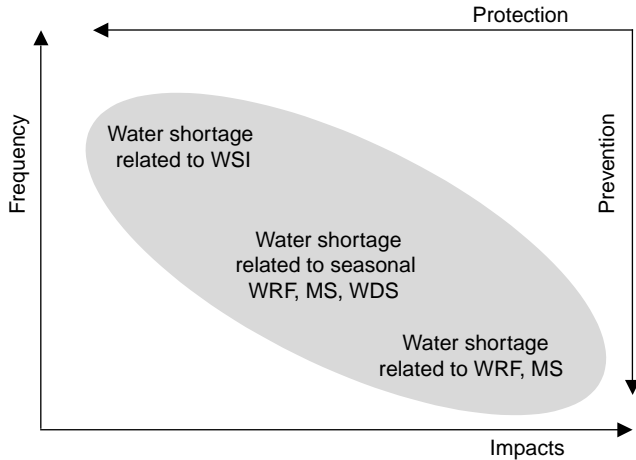 Protection
Frequency
Prevention
Water shortage
related to WSI
Water shortage
related to seasonal
WRF, MS, WDS
Water shortage
related to WRF, MS
Impacts